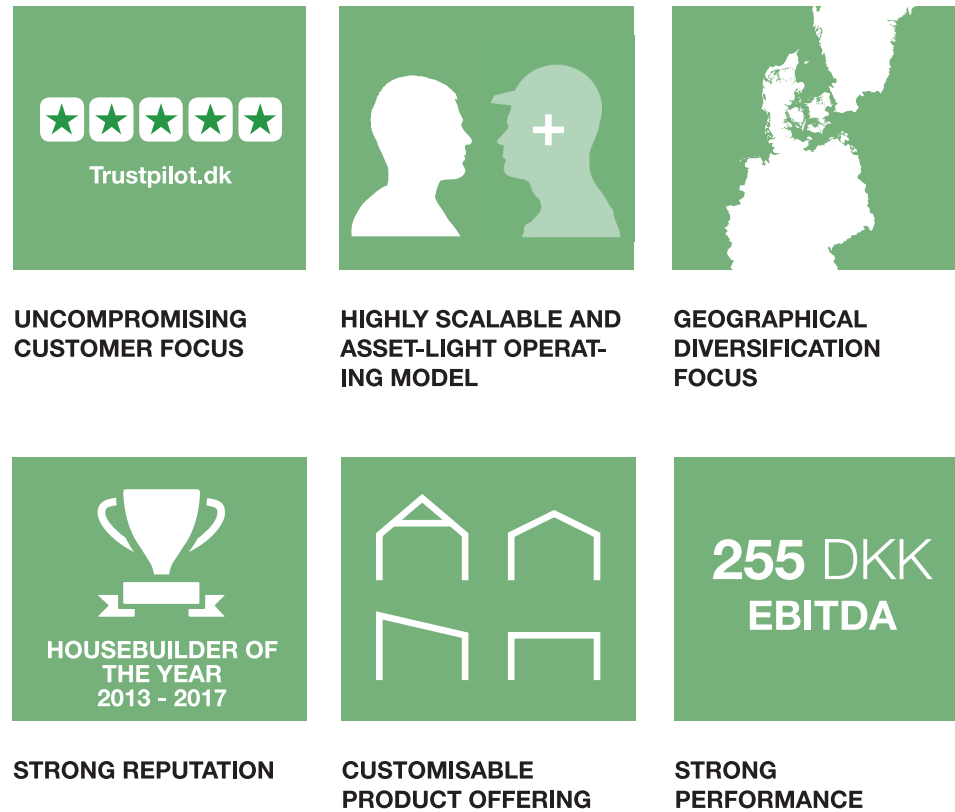 Trustpilot.dk
+
UNCOMPROMISING
CUSTOMER FOCUS
HIGHLY SCALABLE AND
ASSET-LIGHT OPERAT-
ING MODEL
GEOGRAPHICAL
DIVERSIFICATION
FOCUS
HOUSEBUILDER OF
THE YEAR
2013 - 2017
255 DKK
EBITDA
STRONG REPUTATION
CUSTOMISABLE
PRODUCT OFFERING
STRONG
PERFORMANCE